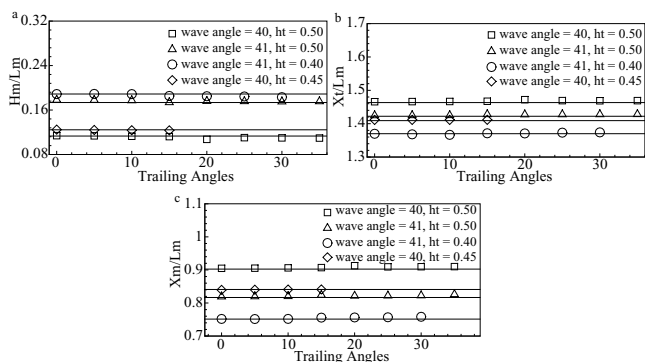 a
0.32
0.24
0.16
0.08
Hm/Lm
wave angle = 40, ht = 0.50
wave angle = 41, ht = 0.50
wave angle = 41, ht = 0.40
wave angle = 40, ht = 0.45
0 10 20 30
Trailing Angles
b
1.6
1.5
1.4
1.3
Xt/Lm
wave angle = 40, ht = 0.50
wave angle = 41, ht = 0.50
wave angle = 41, ht = 0.40
wave angle = 40, ht = 0.45
0 10 20 30
Trailing Angles
c
1
0.9
0.8
0.7
Xm/Lm
wave angle = 40, ht = 0.50
wave angle = 41, ht = 0.50
wave angle = 41, ht = 0.40
wave angle = 40, ht = 0.45
0 10 20 30
Trailing Angles